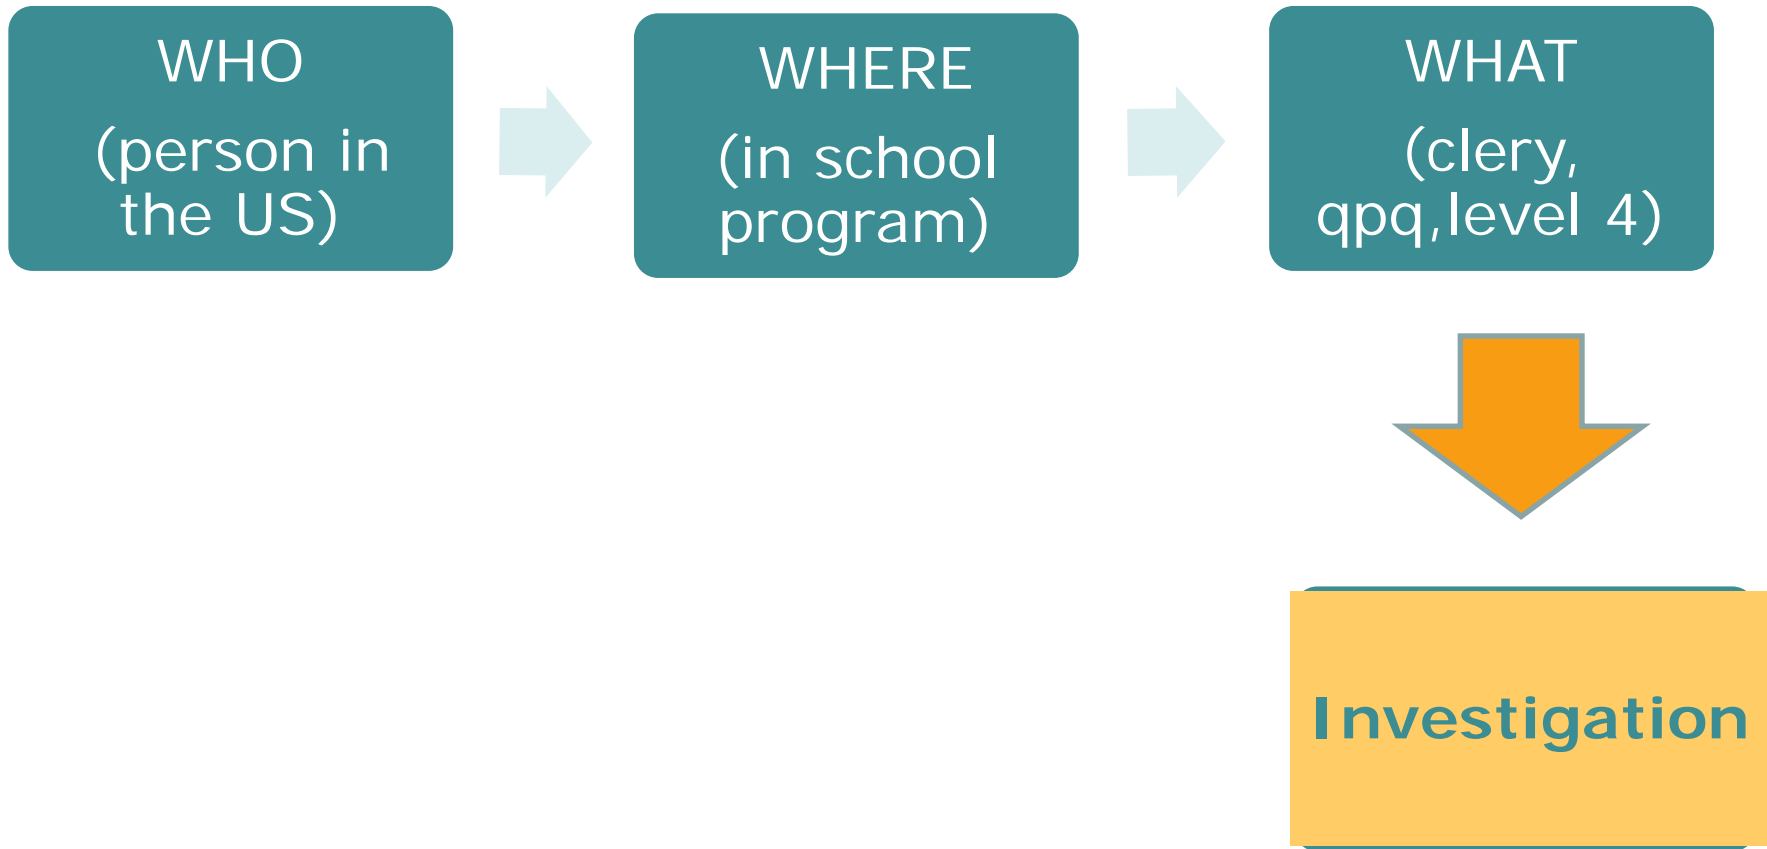 WHO
(person in
the US)
WHERE
(in school
program)
WHAT
(clery,
qpq,level 4)
Investigation